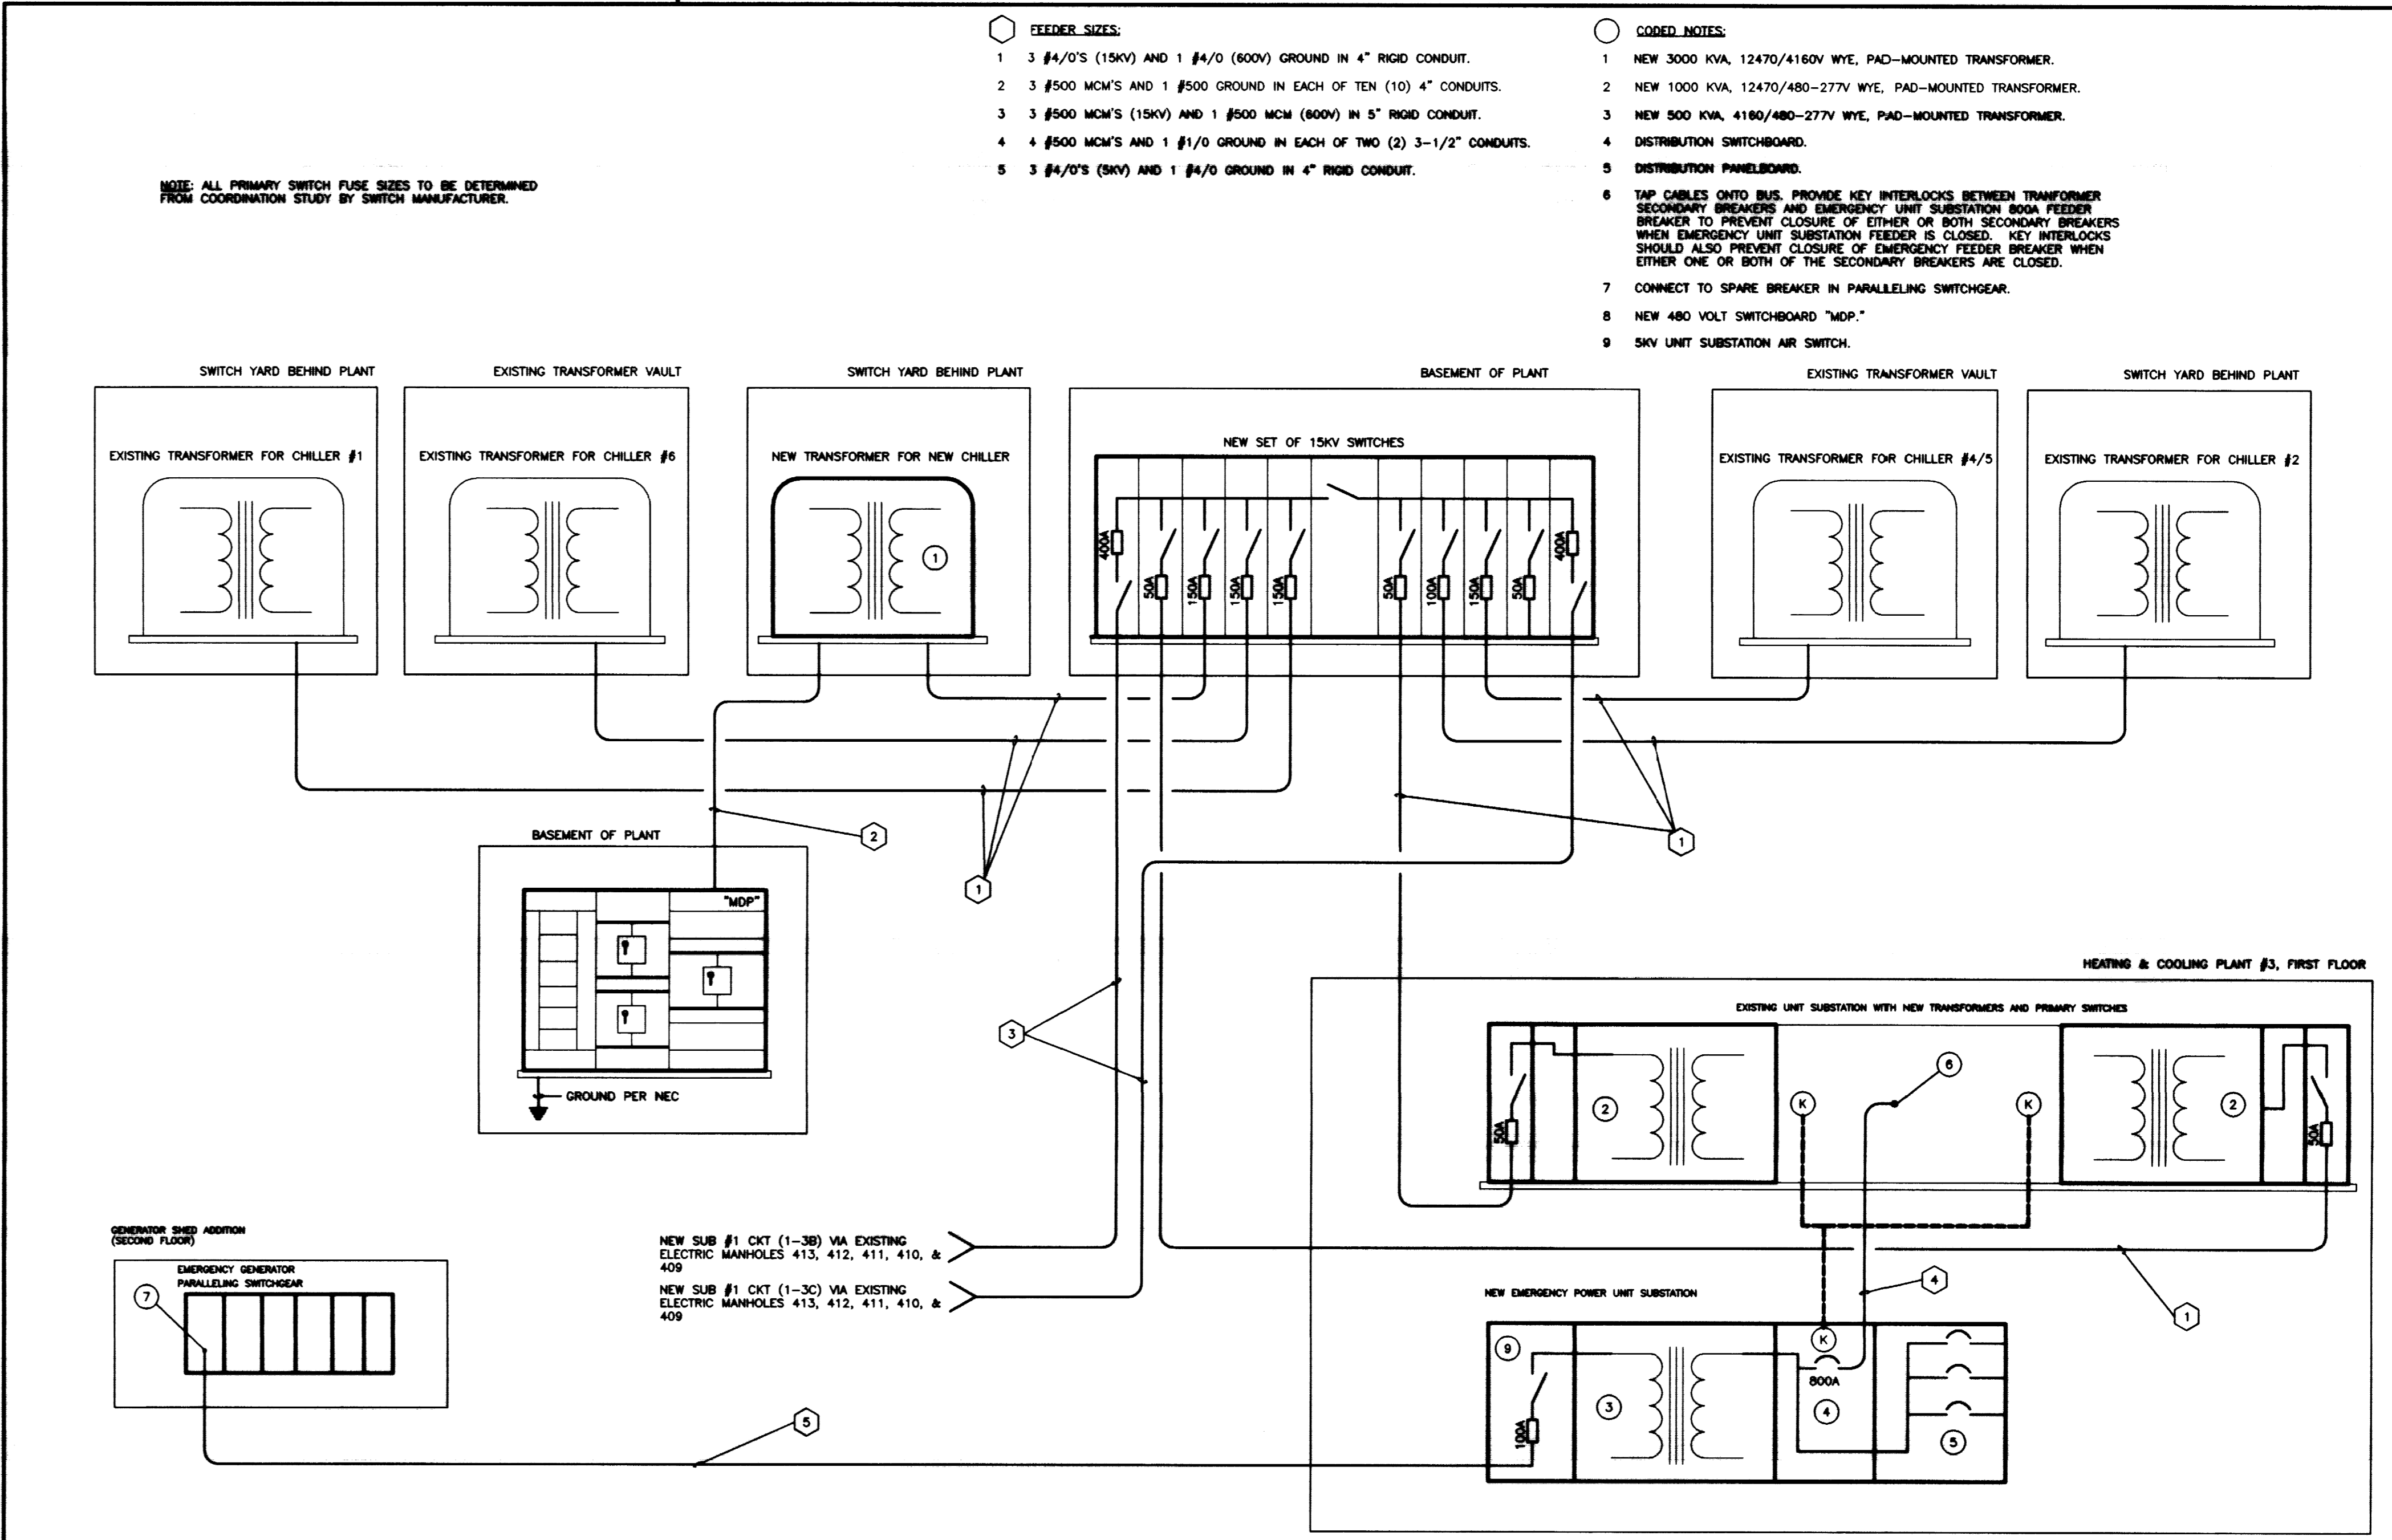 FEEDER SIZES:
1 3 #4/0'S (15KV) AND 1 #4/0 (600V) GROUND IN 4" RIGID CONDUIT.
2 3 #500 MCM'S AND 1 #500 GROUND IN EACH OF TEN (10) 4" CONDUITS.
3 3 #500 MCM'S (15KV) AND 1 #500 MCM (600V) IN 5" RIGID CONDUIT.
4 4 #500 MCM'S AND 1 #1/0 GROUND IN EACH OF TWO (2) 3-1/2" CONDUITS.
5 3 #4/0'S (5KV) AND 1 #4/0 GROUND IN 4" RIGID CONDUIT.
CODED NOTES:
1 NEW 3000 KVA, 12470/4160V WYE, PAD-MOUNTED TRANSFORMER.
2 NEW 1000 KVA, 12470/480-277V WYE, PAD-MOUNTED TRANSFORMER.
3 NEW 500 KVA, 4160/480-277V WYE, PAD-MOUNTED TRANSFORMER.
4 DISTRIBUTION SWITCHBOARD.
5 DISTRIBUTION PANELBOARD.
6 TAP CABLES ONTO BUS. PROVIDE KEY INTERLOCKS BETWEEN TRANFORMER
SECONDARY BREAKERS AND EMERGENCY UNIT SUBSTATION 800A FEEDER
BREAKER TO PREVENT CLOSURE OF EITHER OR BOTH SECONDARY BREAKERS
WHEN EMERGENCY UNIT SUBSTATION FEEDER IS CLOSED. KEY INTERLOCKS
SHOULD ALSO PREVENT CLOSURE OF EMERGENCY FEEDER BREAKER WHEN
EITHER ONE OR BOTH OF THE SECONDARY BREAKERS ARE CLOSED.
7 CONNECT TO SPARE BREAKER IN PARALLELING SWITCHGEAR.
8 NEW 480 VOLT SWITCHBOARD "MDP."
9 5KV UNIT SUBSTATION AIR SWITCH.
NOTE: ALL PRIMARY SWITCH FUSE SIZES TO BE DETERMINED
FROM COORDINATION STUDY BY SWITCH MANUFACTURER.
SWITCH YARD BEHIND PLANT
EXISTING TRANSFORMER FOR CHILLER #1
EXISTING TRANSFORMER VAULT
EXISTING TRANSFORMER FOR CHILLER #6
SWITCH YARD BEHIND PLANT
NEW TRANSFORMER FOR NEW CHILLER
1
BASEMENT OF PLANT
NEW SET OF 15KV SWITCHES
400A
50A
150A
150A
150A
50A
100A
150A
50A
400A
EXISTING TRANSFORMER VAULT
EXISTING TRANSFORMER FOR CHILLER #4/5
SWITCH YARD BEHIND PLANT
EXISTING TRANSFORMER FOR CHILLER #2
2
1
1
BASEMENT OF PLANT
"MDP"
GROUND PER NEC
3
HEATING & COOLING PLANT #3, FIRST FLOOR
EXISTING UNIT SUBSTATION WITH NEW TRANSFORMERS AND PRIMARY SWITCHES
50A
2
K
6
K
2
50A
4
1
NEW SUB #1 CKT (1-3B) VIA EXISTING
ELECTRIC MANHOLES 413, 412, 411, 410, &
409
NEW SUB #1 CKT (1-3C) VIA EXISTING
ELECTRIC MANHOLES 413, 412, 411, 410, &
409
GENERATOR SHED ADDITION
(SECOND FLOOR)
EMERGENCY GENERATOR
PARALLELING SWITCHGEAR
7
5
NEW EMERGENCY POWER UNIT SUBSTATION
9
100A
3
K
800A
4
5